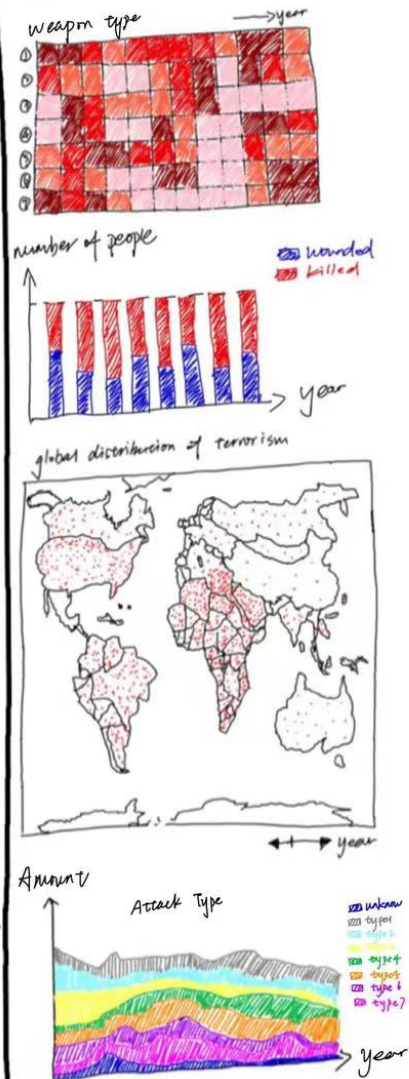 weapon type → year
①
②
③
④
⑤
⑥
⑦
number of people
wounded
killed
year
global distribution of terrorism
year
Amount
Attack Type
unknow
type1
type2
type4
type5
type6
type7
year